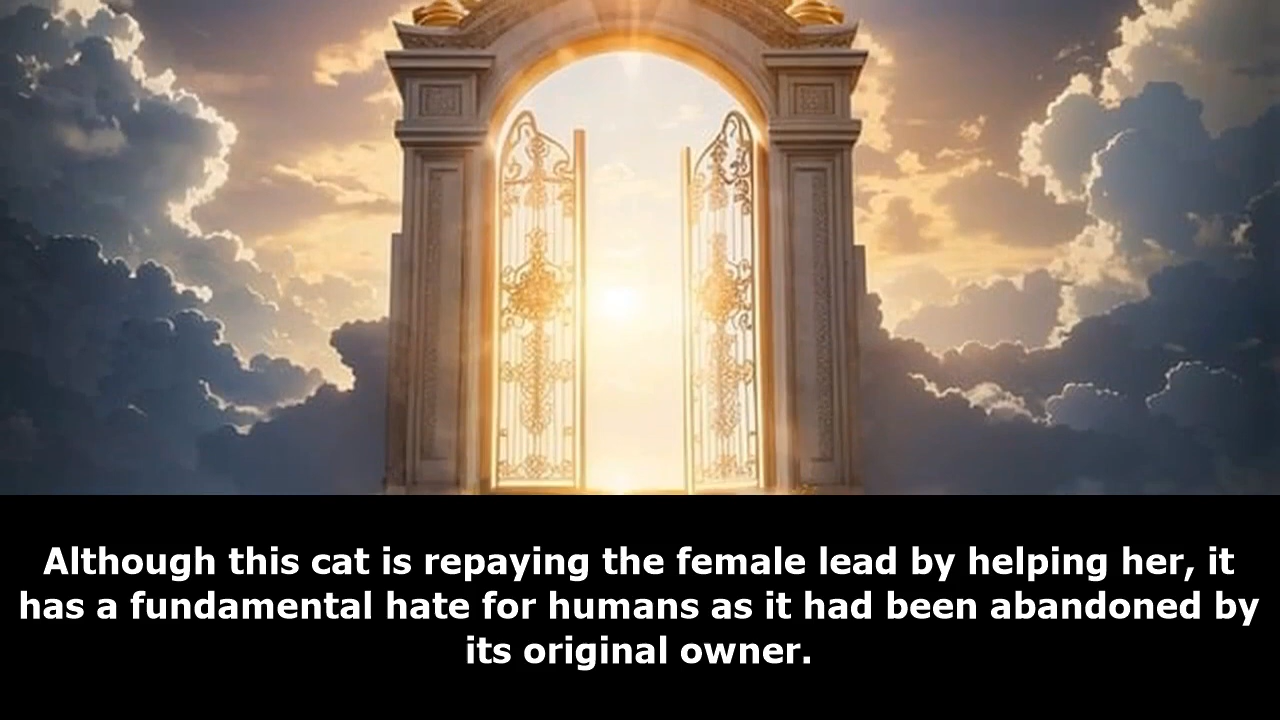 Although this cat is repaying the female lead by helping her, it
has a fundamental hate for humans as it had been abandoned by
its original owner.